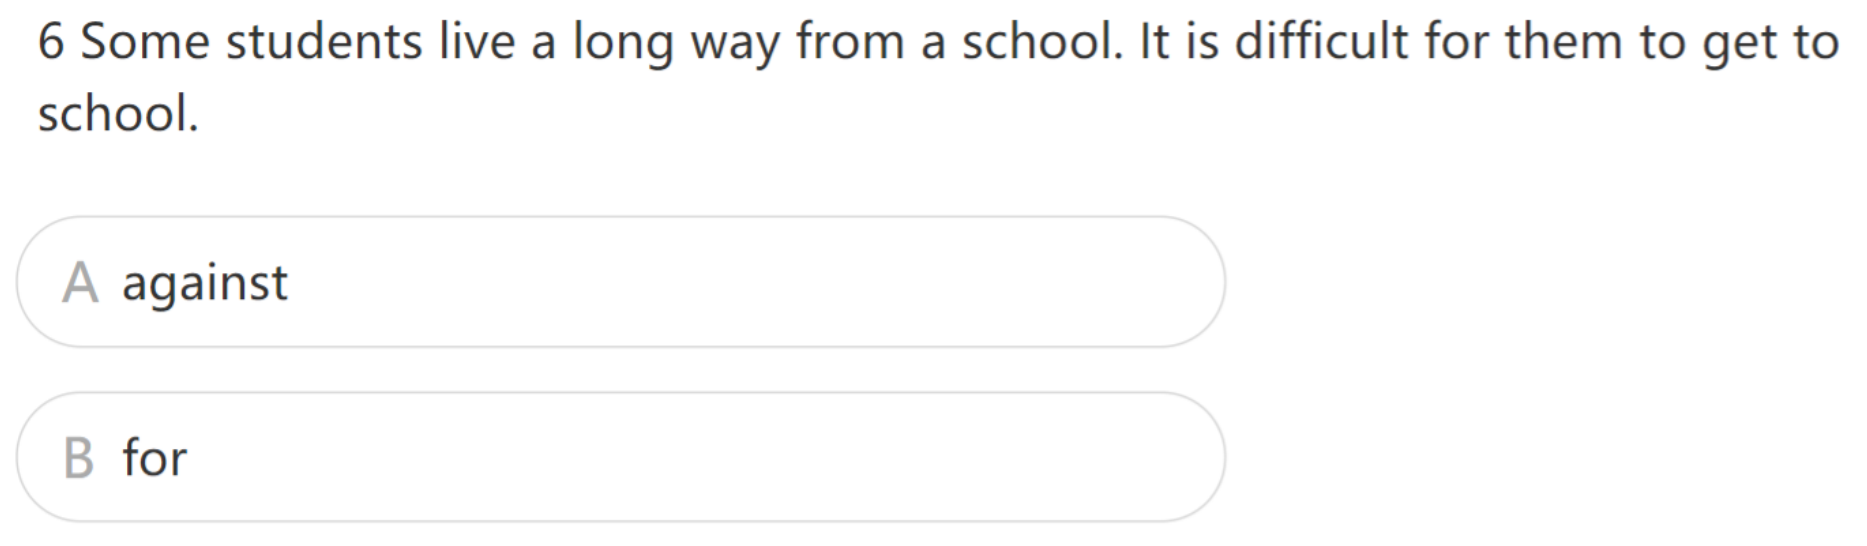 6 Some students live a long way from a school. It is difficult for them to get to
school.
A against
B for